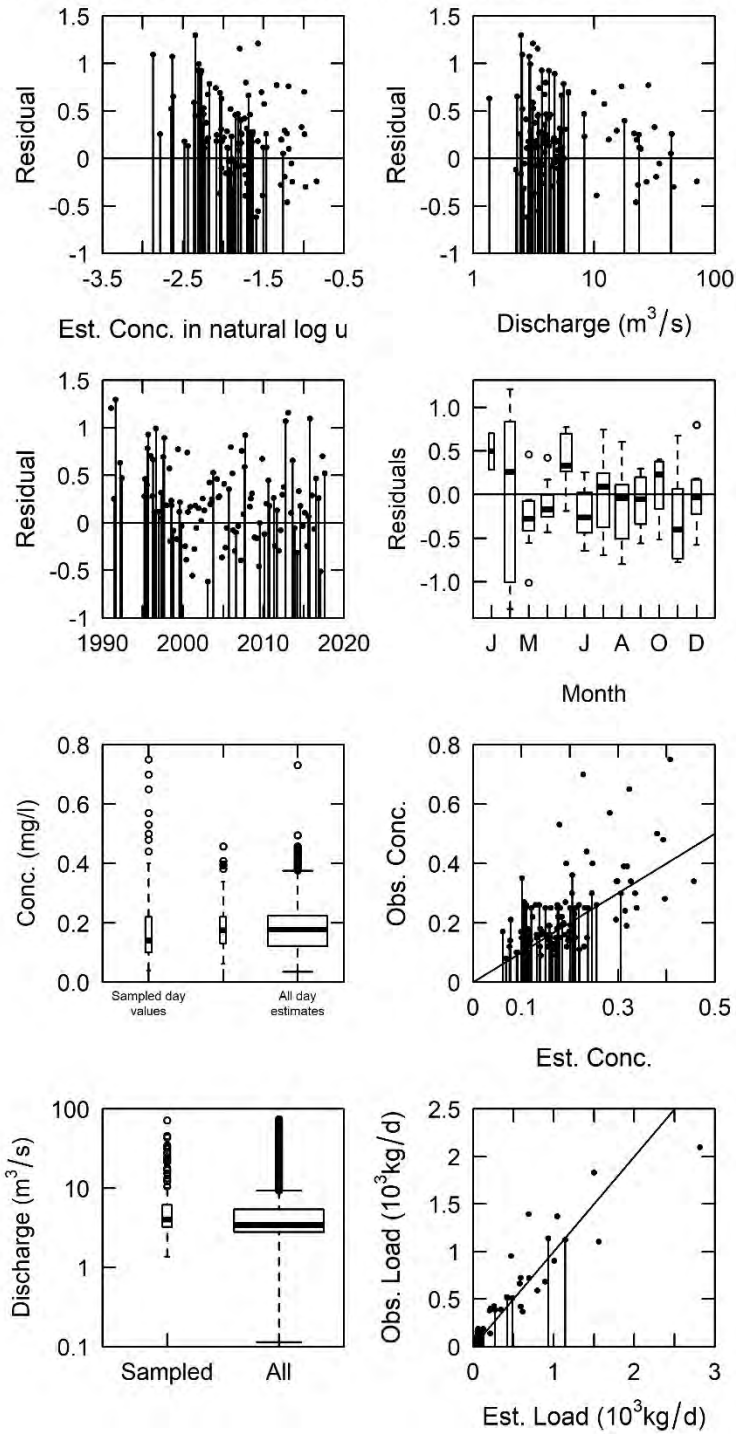 1.5
1
0.5
0
-0.5
-1
Residual
-3.5
-2.5
-1.5
-0.5
Est. Conc. in natural log u
1.5
1
0.5
0
-0.5
-1
Residual
1
10
100
Discharge (m³/s)
1.5
1
0.5
0
-0.5
-1
Residual
1990
2000
2010
2020
1.0
0.5
0.0
-0.5
-1.0
Residuals
J
M
J
A
O
D
Month
0.8
0.6
0.4
0.2
0.0
Conc. (mg/l)
Sampled day
values
All day
estimates
0.8
0.6
0.4
0.2
0
Obs. Conc.
0
0.1
0.3
0.5
Est. Conc.
100
10
1
0.1
Discharge (m³/s)
Sampled
All
2.5
2
1.5
1
0.5
0
Obs. Load (10³kg/d)
0
1
2
3
Est. Load (10³kg/d)